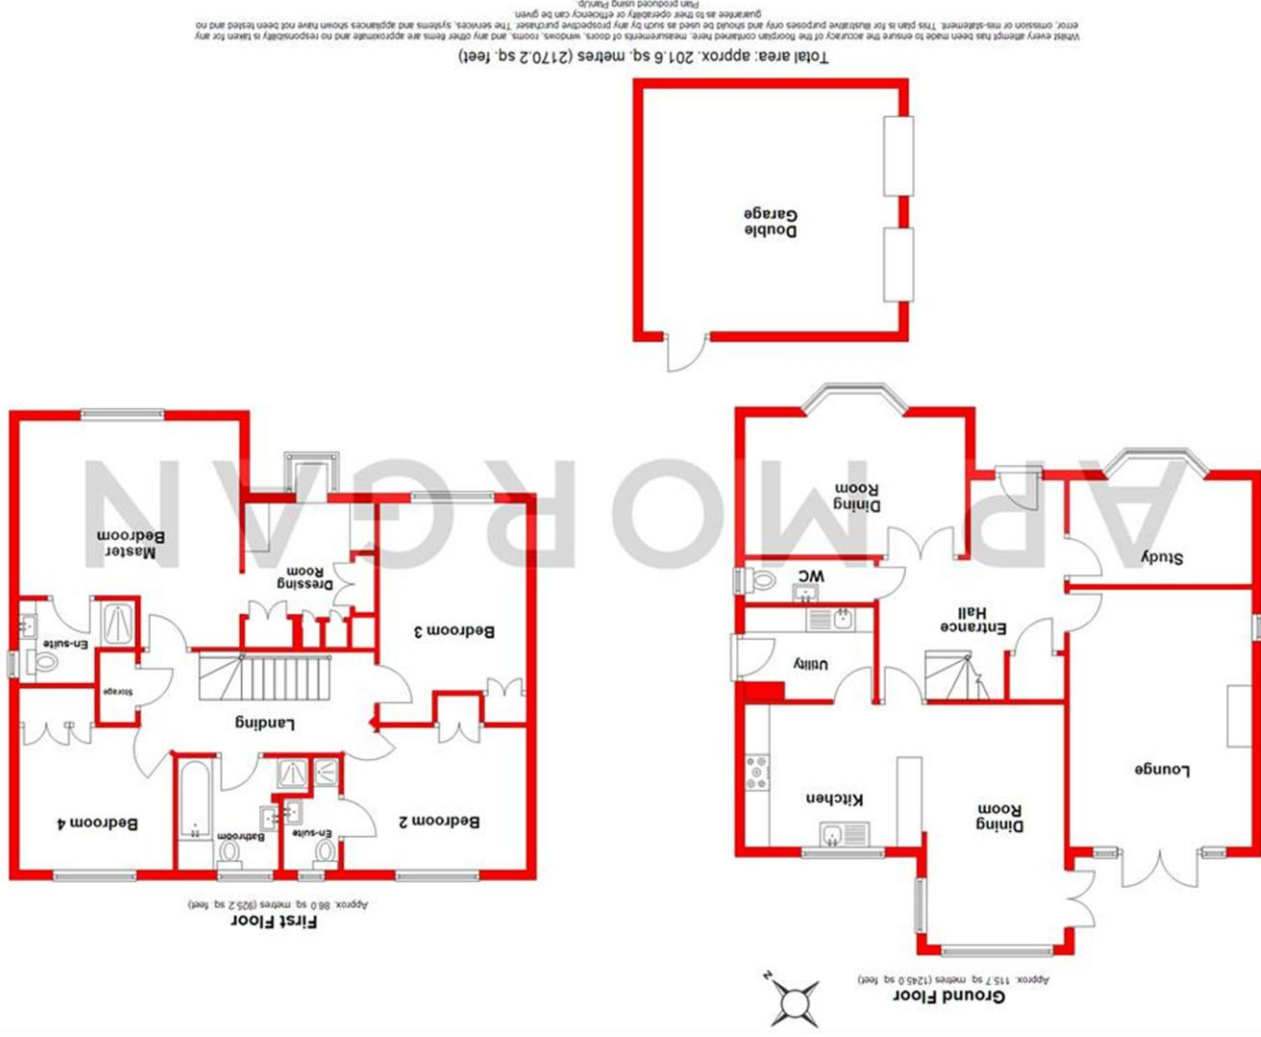 Ground Floor
Approx. 115.7 sq. metres (1245.0 sq. feet)
N
Dining
Room
Kitchen
Lounge
Utility
Entrance
Hall
WC
Study
Dining
Room
First Floor
Approx. 86.0 sq. metres (925.2 sq. feet)
Bedroom 2
En-suite
Bathroom
Bedroom 4
Landing
Storage
En-suite
Bedroom 3
Dressing
Room
Master
Bedroom
APMORGAN
Double
Garage
Total area: approx. 201.6 sq. metres (2170.2 sq. feet)
Whilst every attempt has been made to ensure the accuracy of the floorplan contained here, measurements of doors, windows, rooms, and any other items are approximate and no responsibility is taken for any
error, omission or mis-statement. This plan is for illustrative purposes only and should be used as such by any prospective purchaser. The services, systems and appliances shown have not been tested and no
guarantee as to their operability or efficiency can be given.
Plan produced using PlanUp.